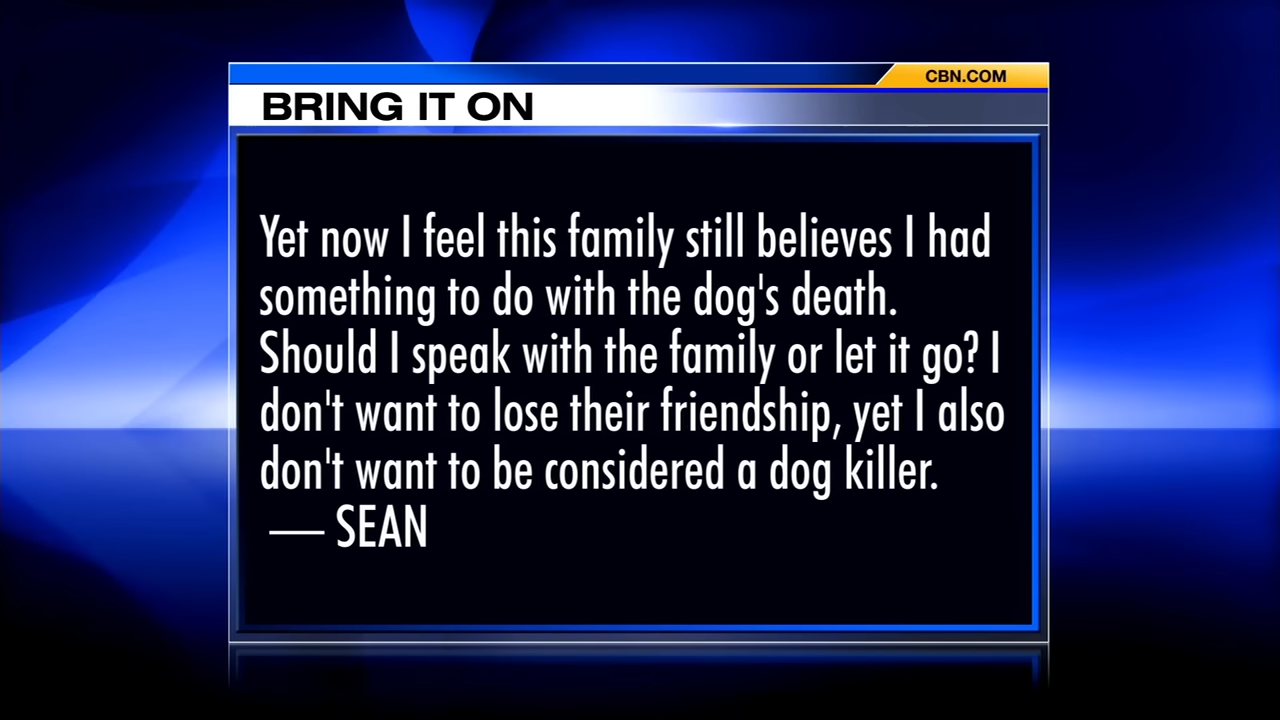 CBN.COM
BRING IT ON
Yet now I feel this family still believes I had
something to do with the dog's death.
Should I speak with the family or let it go? I
don't want to lose their friendship, yet I also
don't want to be considered a dog killer.
— SEAN